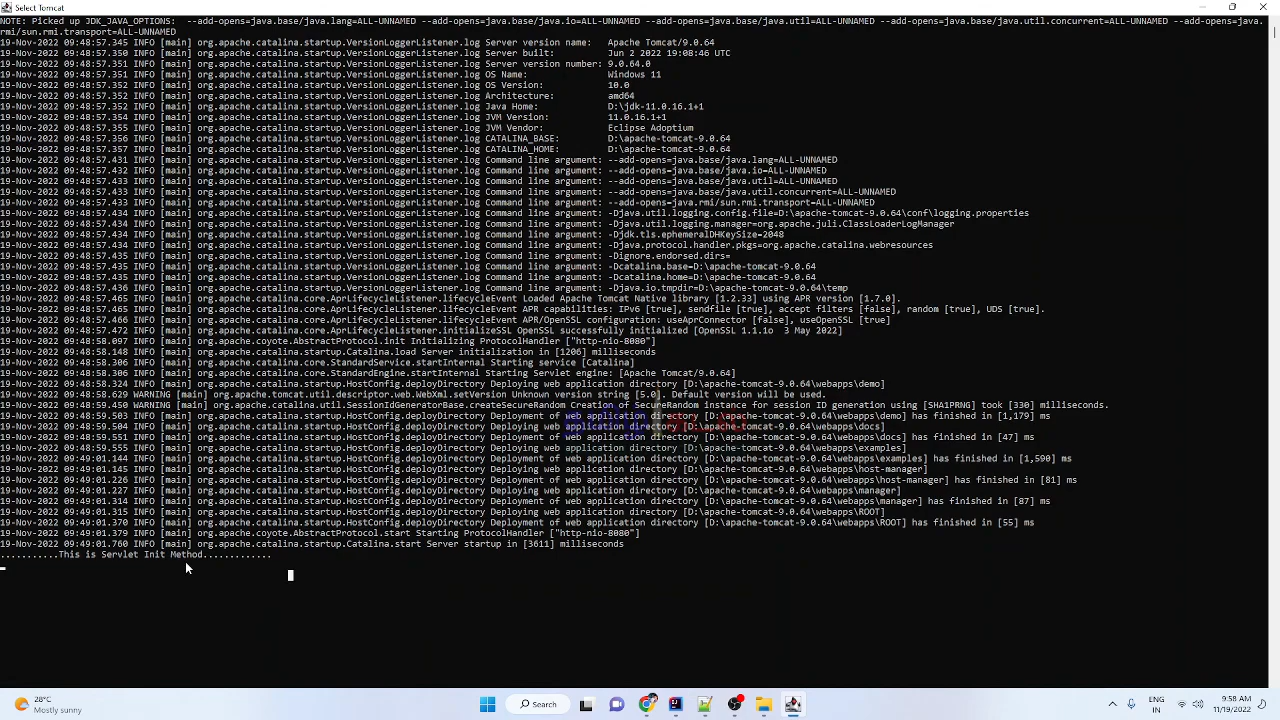 Select Tomcat
NOTE: Picked up JDK_JAVA_OPTIONS:  --add-opens=java.base/java.lang=ALL-UNNAMED --add-opens=java.base/java.io=ALL-UNNAMED --add-opens=java.base/java.util=ALL-UNNAMED --add-opens=java.base/java.util.concurrent=ALL-UNNAMED --add-opens=java.
rmi/sun.rmi.transport=ALL-UNNAMED
19-Nov-2022 09:48:57.345 INFO [main] org.apache.catalina.startup.VersionLoggerListener.log Server version name:   Apache Tomcat/9.0.64
19-Nov-2022 09:48:57.350 INFO [main] org.apache.catalina.startup.VersionLoggerListener.log Server built:          Jun 2 2022 19:08:46 UTC
19-Nov-2022 09:48:57.351 INFO [main] org.apache.catalina.startup.VersionLoggerListener.log Server version number: 9.0.64.0
19-Nov-2022 09:48:57.351 INFO [main] org.apache.catalina.startup.VersionLoggerListener.log OS Name:               Windows 11
19-Nov-2022 09:48:57.352 INFO [main] org.apache.catalina.startup.VersionLoggerListener.log OS Version:            10.0
19-Nov-2022 09:48:57.352 INFO [main] org.apache.catalina.startup.VersionLoggerListener.log Architecture:          amd64
19-Nov-2022 09:48:57.352 INFO [main] org.apache.catalina.startup.VersionLoggerListener.log Java Home:             D:\jdk-11.0.16.1+1
19-Nov-2022 09:48:57.354 INFO [main] org.apache.catalina.startup.VersionLoggerListener.log JVM Version:           11.0.16.1+1
19-Nov-2022 09:48:57.355 INFO [main] org.apache.catalina.startup.VersionLoggerListener.log JVM Vendor:            Eclipse Adoptium
19-Nov-2022 09:48:57.356 INFO [main] org.apache.catalina.startup.VersionLoggerListener.log CATALINA_BASE:         D:\apache-tomcat-9.0.64
19-Nov-2022 09:48:57.357 INFO [main] org.apache.catalina.startup.VersionLoggerListener.log CATALINA_HOME:         D:\apache-tomcat-9.0.64
19-Nov-2022 09:48:57.431 INFO [main] org.apache.catalina.startup.VersionLoggerListener.log Command line argument: --add-opens=java.base/java.lang=ALL-UNNAMED
19-Nov-2022 09:48:57.432 INFO [main] org.apache.catalina.startup.VersionLoggerListener.log Command line argument: --add-opens=java.base/java.io=ALL-UNNAMED
19-Nov-2022 09:48:57.433 INFO [main] org.apache.catalina.startup.VersionLoggerListener.log Command line argument: --add-opens=java.base/java.util=ALL-UNNAMED
19-Nov-2022 09:48:57.433 INFO [main] org.apache.catalina.startup.VersionLoggerListener.log Command line argument: --add-opens=java.base/java.util.concurrent=ALL-UNNAMED
19-Nov-2022 09:48:57.433 INFO [main] org.apache.catalina.startup.VersionLoggerListener.log Command line argument: --add-opens=java.rmi/sun.rmi.transport=ALL-UNNAMED
19-Nov-2022 09:48:57.434 INFO [main] org.apache.catalina.startup.VersionLoggerListener.log Command line argument: -Djava.util.logging.config.file=D:\apache-tomcat-9.0.64\conf\logging.properties
19-Nov-2022 09:48:57.434 INFO [main] org.apache.catalina.startup.VersionLoggerListener.log Command line argument: -Djava.util.logging.manager=org.apache.juli.ClassLoaderLogManager
19-Nov-2022 09:48:57.434 INFO [main] org.apache.catalina.startup.VersionLoggerListener.log Command line argument: -Djdk.tls.ephemeralDHKeySize=2048
19-Nov-2022 09:48:57.434 INFO [main] org.apache.catalina.startup.VersionLoggerListener.log Command line argument: -Djava.protocol.handler.pkgs=org.apache.catalina.webresources
19-Nov-2022 09:48:57.435 INFO [main] org.apache.catalina.startup.VersionLoggerListener.log Command line argument: -Dignore.endorsed.dirs=
19-Nov-2022 09:48:57.435 INFO [main] org.apache.catalina.startup.VersionLoggerListener.log Command line argument: -Dcatalina.base=D:\apache-tomcat-9.0.64
19-Nov-2022 09:48:57.435 INFO [main] org.apache.catalina.startup.VersionLoggerListener.log Command line argument: -Dcatalina.home=D:\apache-tomcat-9.0.64
19-Nov-2022 09:48:57.436 INFO [main] org.apache.catalina.startup.VersionLoggerListener.log Command line argument: -Djava.io.tmpdir=D:\apache-tomcat-9.0.64\temp
19-Nov-2022 09:48:57.465 INFO [main] org.apache.catalina.core.AprLifecycleListener.lifecycleEvent Loaded Apache Tomcat Native library [1.2.33] using APR version [1.7.0].
19-Nov-2022 09:48:57.465 INFO [main] org.apache.catalina.core.AprLifecycleListener.lifecycleEvent APR capabilities: IPv6 [true], sendfile [true], accept filters [false], random [true], UDS [true].
19-Nov-2022 09:48:57.466 INFO [main] org.apache.catalina.core.AprLifecycleListener.lifecycleEvent APR/OpenSSL configuration: useAprConnector [false], useOpenSSL [true]
19-Nov-2022 09:48:57.472 INFO [main] org.apache.catalina.core.AprLifecycleListener.initializeSSL OpenSSL successfully initialized [OpenSSL 1.1.1o  3 May 2022]
19-Nov-2022 09:48:58.097 INFO [main] org.apache.coyote.AbstractProtocol.init Initializing ProtocolHandler ["http-nio-8080"]
19-Nov-2022 09:48:58.148 INFO [main] org.apache.catalina.startup.Catalina.load Server initialization in [1206] milliseconds
19-Nov-2022 09:48:58.306 INFO [main] org.apache.catalina.core.StandardService.startInternal Starting service [Catalina]
19-Nov-2022 09:48:58.306 INFO [main] org.apache.catalina.core.StandardEngine.startInternal Starting Servlet engine: [Apache Tomcat/9.0.64]
19-Nov-2022 09:48:58.324 INFO [main] org.apache.catalina.startup.HostConfig.deployDirectory Deploying web application directory [D:\apache-tomcat-9.0.64\webapps\demo]
19-Nov-2022 09:48:58.629 WARNING [main] org.apache.tomcat.util.descriptor.web.WebXml.setVersion Unknown version string [5.0]. Default version will be used.
19-Nov-2022 09:48:59.450 WARNING [main] org.apache.catalina.util.SessionIdGeneratorBase.createSecureRandom Creation of SecureRandom instance for session ID generation using [SHA1PRNG] took [330] milliseconds.
19-Nov-2022 09:48:59.503 INFO [main] org.apache.catalina.startup.HostConfig.deployDirectory Deployment of web application directory [D:\apache-tomcat-9.0.64\webapps\demo] has finished in [1,179] ms
19-Nov-2022 09:48:59.504 INFO [main] org.apache.catalina.startup.HostConfig.deployDirectory Deploying web application directory [D:\apache-tomcat-9.0.64\webapps\docs]
19-Nov-2022 09:48:59.551 INFO [main] org.apache.catalina.startup.HostConfig.deployDirectory Deployment of web application directory [D:\apache-tomcat-9.0.64\webapps\docs] has finished in [47] ms
19-Nov-2022 09:48:59.555 INFO [main] org.apache.catalina.startup.HostConfig.deployDirectory Deploying web application directory [D:\apache-tomcat-9.0.64\webapps\examples]
19-Nov-2022 09:49:01.144 INFO [main] org.apache.catalina.startup.HostConfig.deployDirectory Deployment of web application directory [D:\apache-tomcat-9.0.64\webapps\examples] has finished in [1,590] ms
19-Nov-2022 09:49:01.145 INFO [main] org.apache.catalina.startup.HostConfig.deployDirectory Deploying web application directory [D:\apache-tomcat-9.0.64\webapps\host-manager]
19-Nov-2022 09:49:01.226 INFO [main] org.apache.catalina.startup.HostConfig.deployDirectory Deployment of web application directory [D:\apache-tomcat-9.0.64\webapps\host-manager] has finished in [81] ms
19-Nov-2022 09:49:01.227 INFO [main] org.apache.catalina.startup.HostConfig.deployDirectory Deploying web application directory [D:\apache-tomcat-9.0.64\webapps\manager]
19-Nov-2022 09:49:01.314 INFO [main] org.apache.catalina.startup.HostConfig.deployDirectory Deployment of web application directory [D:\apache-tomcat-9.0.64\webapps\manager] has finished in [87] ms
19-Nov-2022 09:49:01.315 INFO [main] org.apache.catalina.startup.HostConfig.deployDirectory Deploying web application directory [D:\apache-tomcat-9.0.64\webapps\ROOT]
19-Nov-2022 09:49:01.370 INFO [main] org.apache.catalina.startup.HostConfig.deployDirectory Deployment of web application directory [D:\apache-tomcat-9.0.64\webapps\ROOT] has finished in [55] ms
19-Nov-2022 09:49:01.379 INFO [main] org.apache.coyote.AbstractProtocol.start Starting ProtocolHandler ["http-nio-8080"]
19-Nov-2022 09:49:01.760 INFO [main] org.apache.catalina.startup.Catalina.start Server startup in [3611] milliseconds
...........This is Servlet Init Method.............
28°C
Mostly sunny
Search
ENG
IN
9:58 AM
11/19/2022